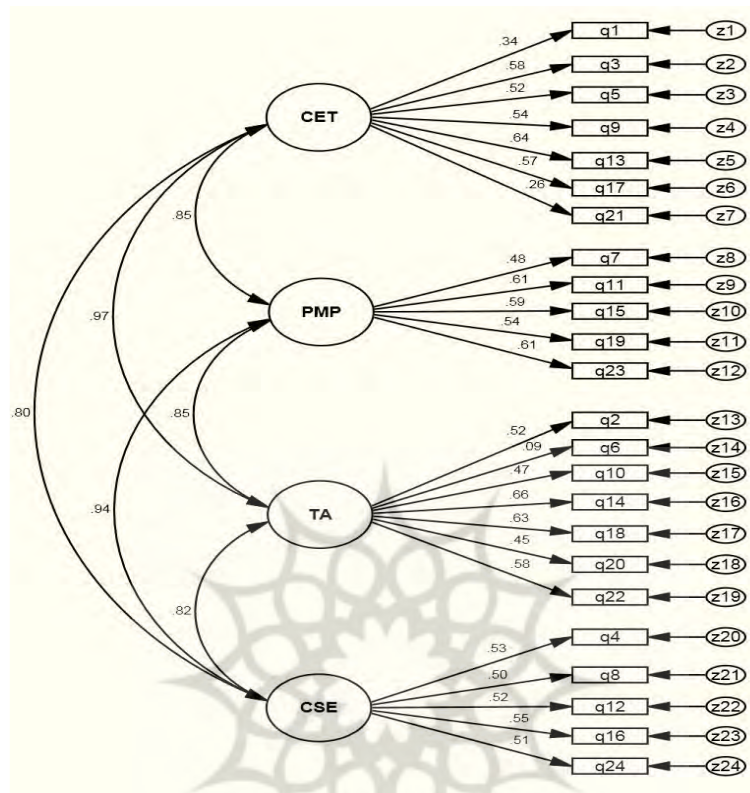 .34 q1 z1
.58 q3 z2
.52 q5 z3
CET
.54 q9 z4
.64 q13 z5
.57 q17 z6
.26 q21 z7
.85
.48 q7 z8
.61 q11 z9
PMP
.59 q15 z10
.54 q19 z11
.61 q23 z12
.97
.80
.85
.94
.52 q2 z13
.09 q6 z14
.47 q10 z15
TA
.66 q14 z16
.63 q18 z17
.45 q20 z18
.58 q22 z19
.82
.53 q4 z20
.50 q8 z21
CSE
.52 q12 z22
.55 q16 z23
.51 q24 z24